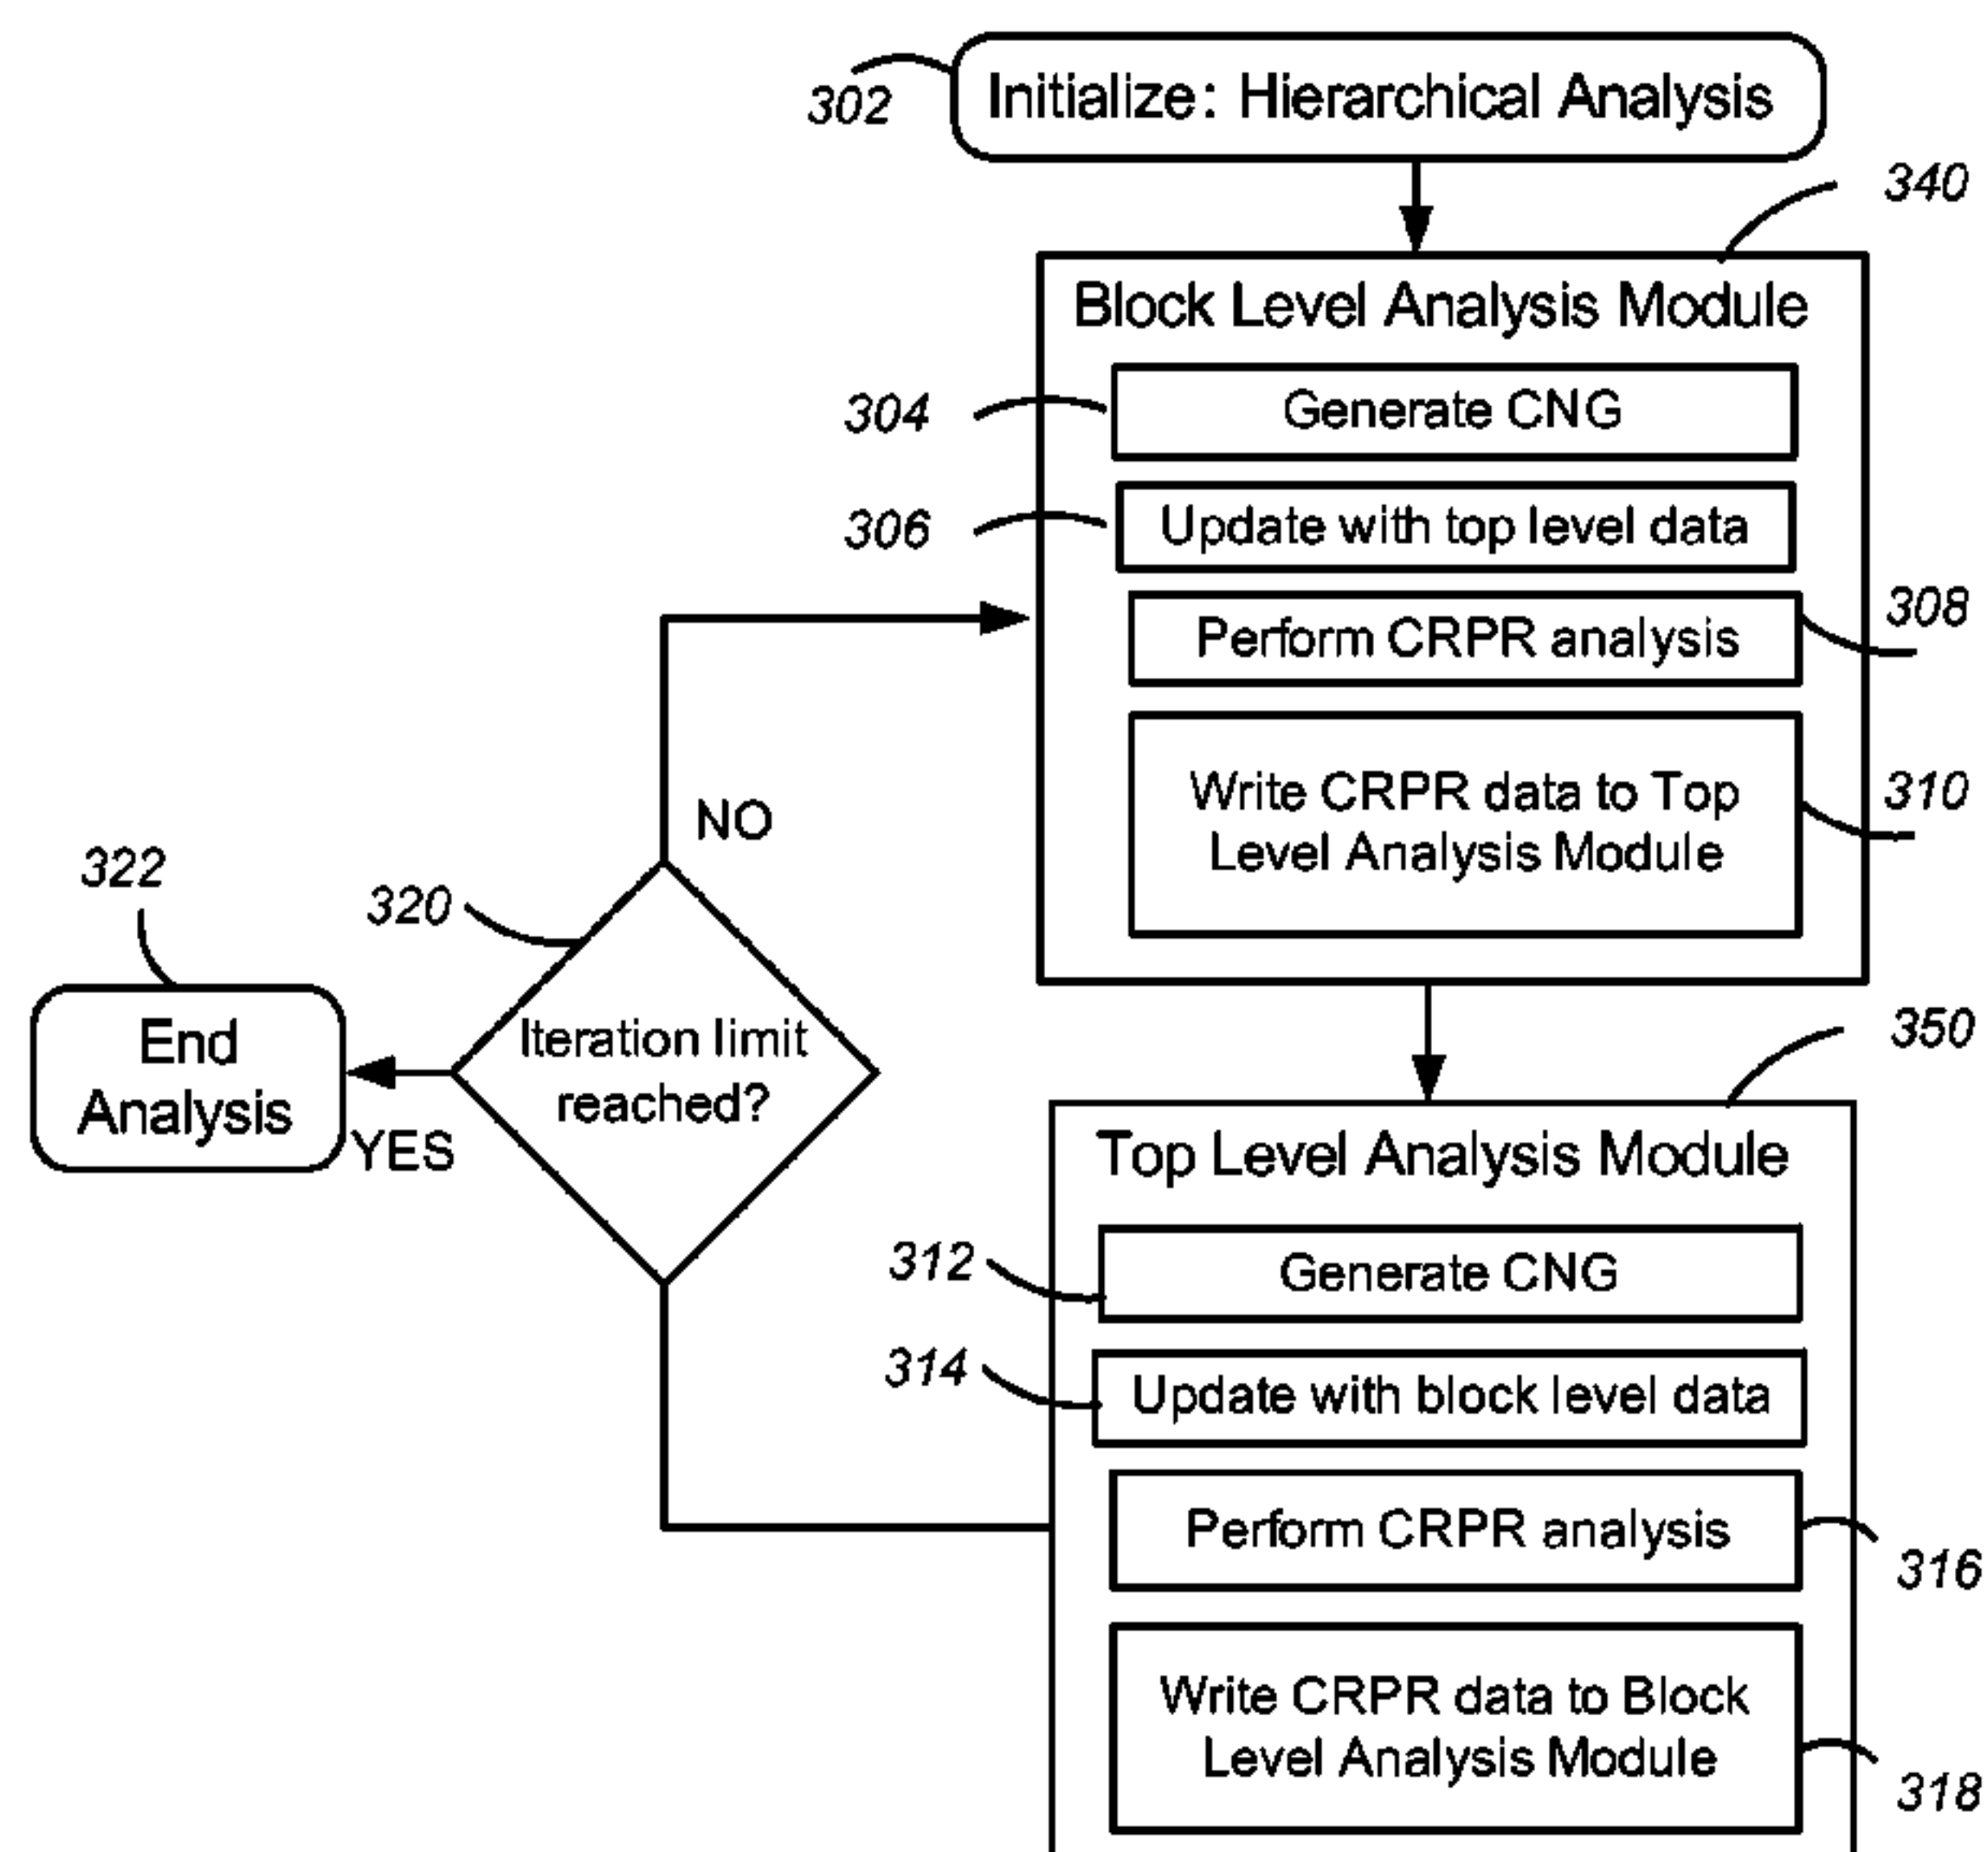 302
Initialize: Hierarchical Analysis
340
Block Level Analysis Module
304
Generate CNG
306
Update with top level data
308
Perform CRPR analysis
310
Write CRPR data to Top
Level Analysis Module
NO
322
320
End
Analysis
YES
Iteration limit
reached?
350
Top Level Analysis Module
312
Generate CNG
314
Update with block level data
Perform CRPR analysis
316
Write CRPR data to Block
Level Analysis Module
318